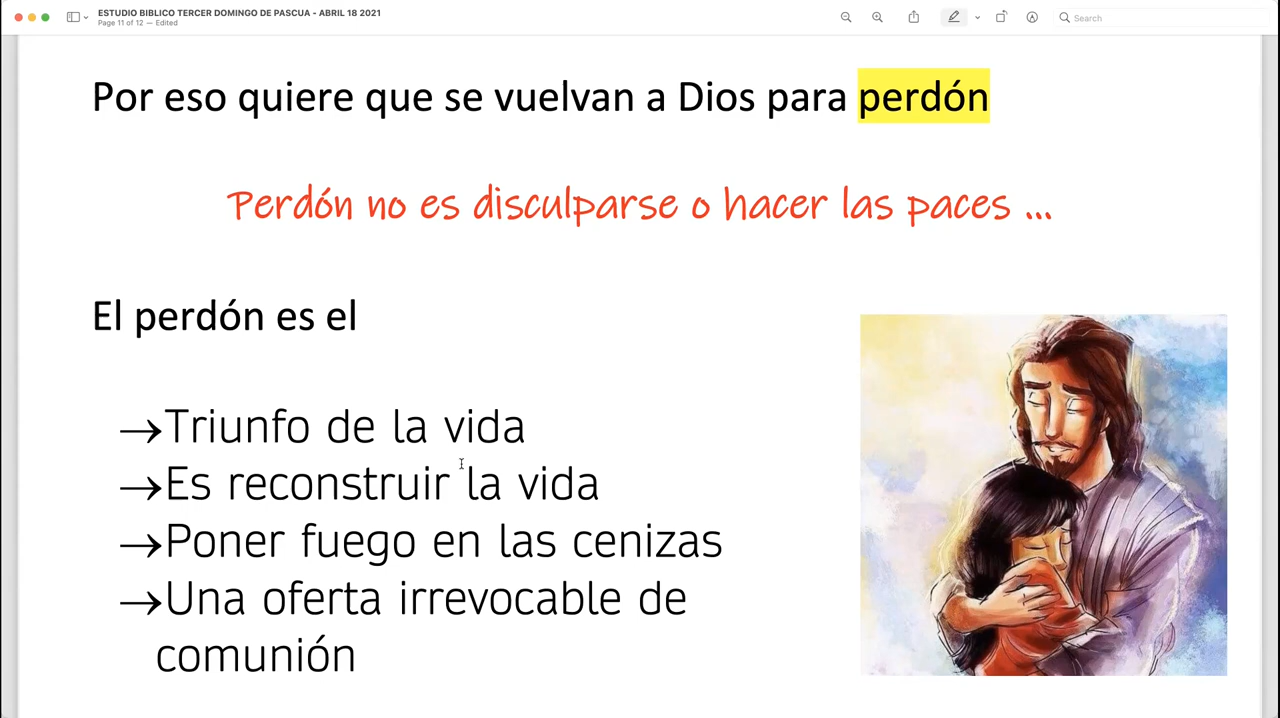 ESTUDIO BIBLICO TERCER DOMINGO DE PASCUA - ABRIL 18 2021
Page 11 of 12 — Edited
Search
Por eso quiere que se vuelvan a Dios para perdón
Perdón no es disculparse o hacer las paces ...
El perdón es el
→Triunfo de la vida
→Es reconstruir la vida
→Poner fuego en las cenizas
→Una oferta irrevocable de
comunión